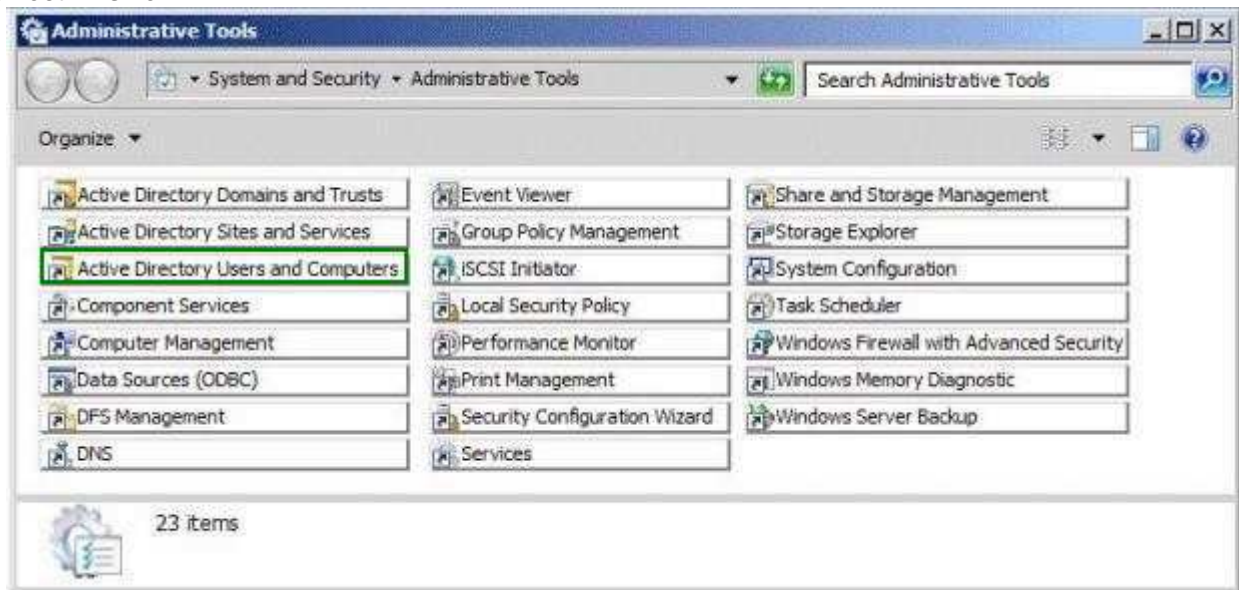 Administrative Tools
System and Security Administrative Tools
Search Administrative Tools
Organize
Active Directory Domains and Trusts
Active Directory Sites and Services
Active Directory Users and Computers
Component Services
Computer Management
Data Sources (ODBC)
DFS Management
DNS
Event Viewer
Group Policy Management
iSCSI Initiator
Local Security Policy
Performance Monitor
Print Management
Security Configuration Wizard
Services
Share and Storage Management
Storage Explorer
System Configuration
Task Scheduler
Windows Firewall with Advanced Security
Windows Memory Diagnostic
Windows Server Backup
23 items